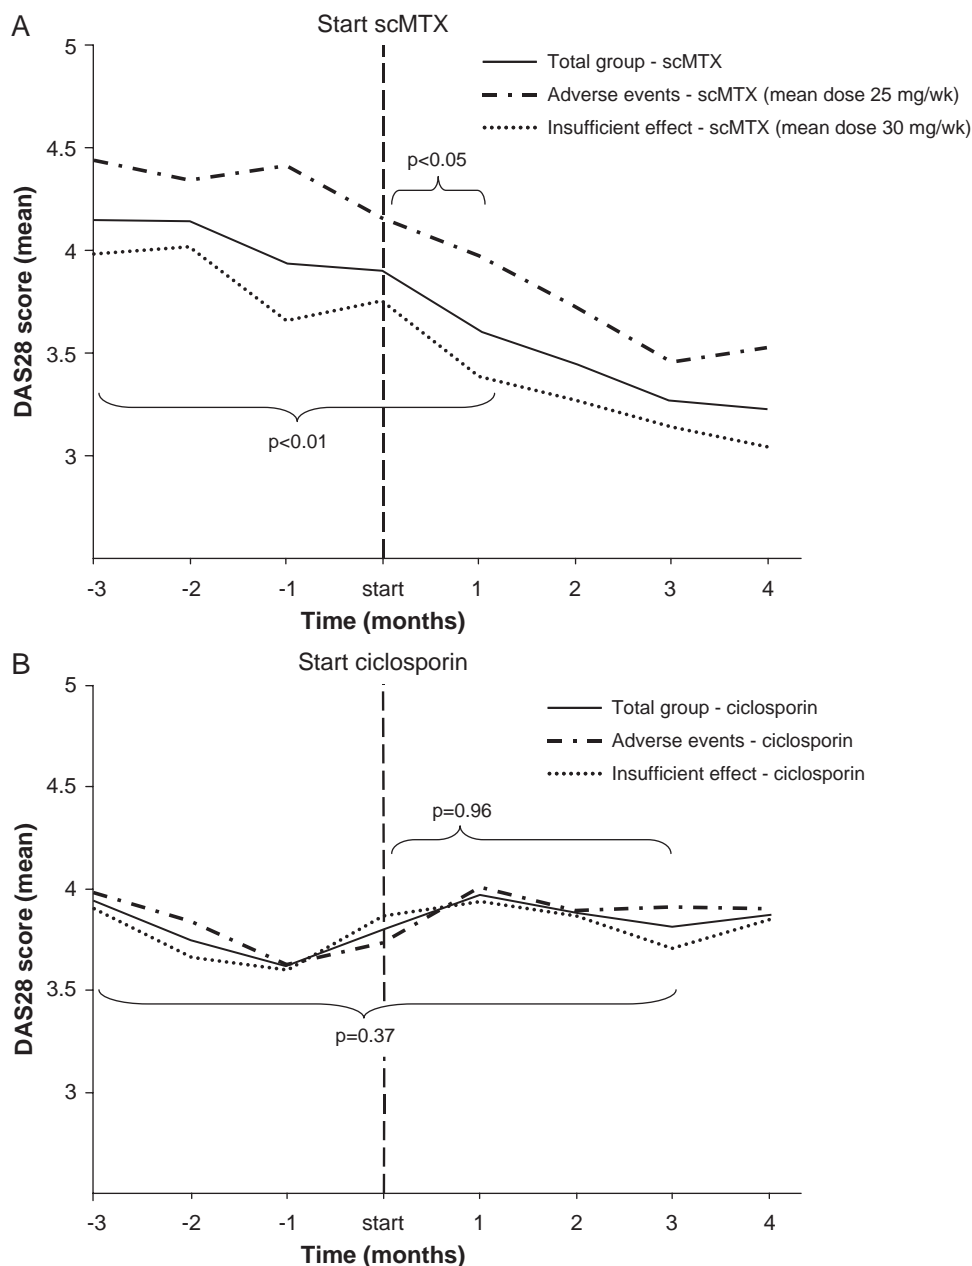 A
Start scMTX
5
Total group - scMTX
Adverse events - scMTX (mean dose 25 mg/wk)
Insufficient effect - scMTX (mean dose 30 mg/wk)
4.5
p<0.05
DAS28 score (mean)
4
3.5
p<0.01
3
-3 -2 -1 start 1 2 3 4
Time (months)
B
Start ciclosporin
5
Total group - ciclosporin
Adverse events - ciclosporin
Insufficient effect - ciclosporin
4.5
p=0.96
DAS28 score (mean)
4
3.5
p=0.37
3
-3 -2 -1 start 1 2 3 4
Time (months)